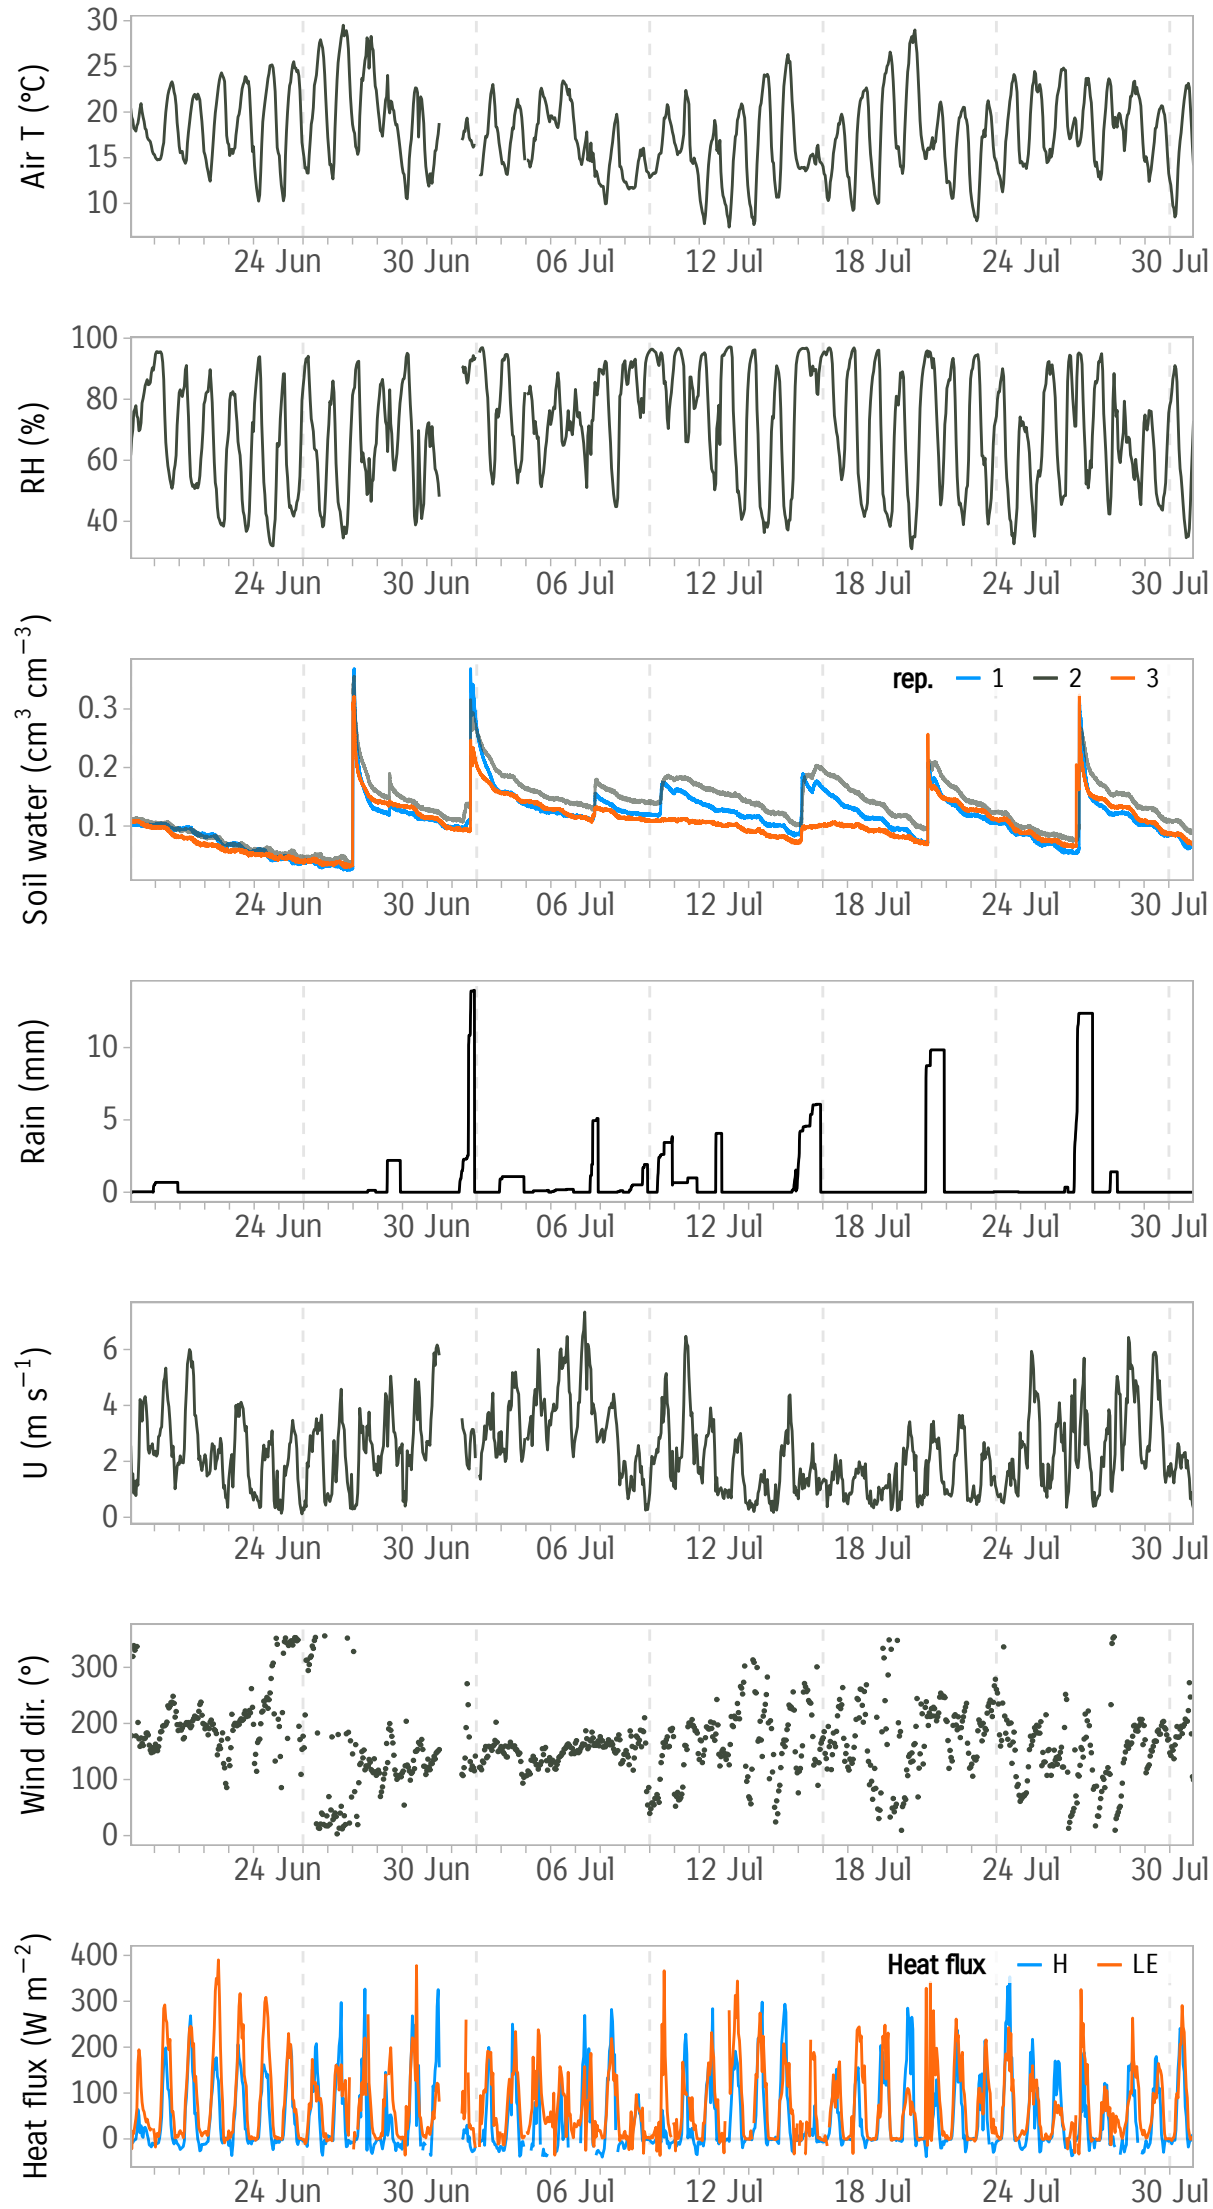 Air T (°C)
30
25
20
15
10
24 Jun 30 Jun 06 Jul 12 Jul 18 Jul 24 Jul 30 Jul
RH (%)
100
80
60
40
24 Jun 30 Jun 06 Jul 12 Jul 18 Jul 24 Jul 30 Jul
Soil water (cm³ cm⁻³)
rep. 1 2 3
0.3
0.2
0.1
24 Jun 30 Jun 06 Jul 12 Jul 18 Jul 24 Jul 30 Jul
Rain (mm)
10
5
0
24 Jun 30 Jun 06 Jul 12 Jul 18 Jul 24 Jul 30 Jul
U (m s⁻¹)
6
4
2
0
24 Jun 30 Jun 06 Jul 12 Jul 18 Jul 24 Jul 30 Jul
Wind dir. (°)
300
200
100
0
24 Jun 30 Jun 06 Jul 12 Jul 18 Jul 24 Jul 30 Jul
Heat flux (W m⁻²)
Heat flux H LE
400
300
200
100
0
24 Jun 30 Jun 06 Jul 12 Jul 18 Jul 24 Jul 30 Jul